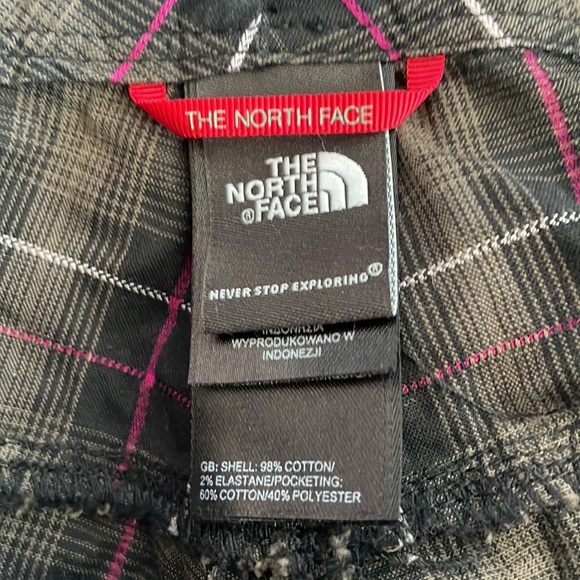 THE NORTH FACE
THE
NORTH
®FACE
NEVER STOP EXPLORING®
WYPRODUKOWANO W
INDONEZJI
GB: SHELL: 98% COTTON/
2% ELASTANE/POCKETING:
60% COTTON/40% POLYESTER